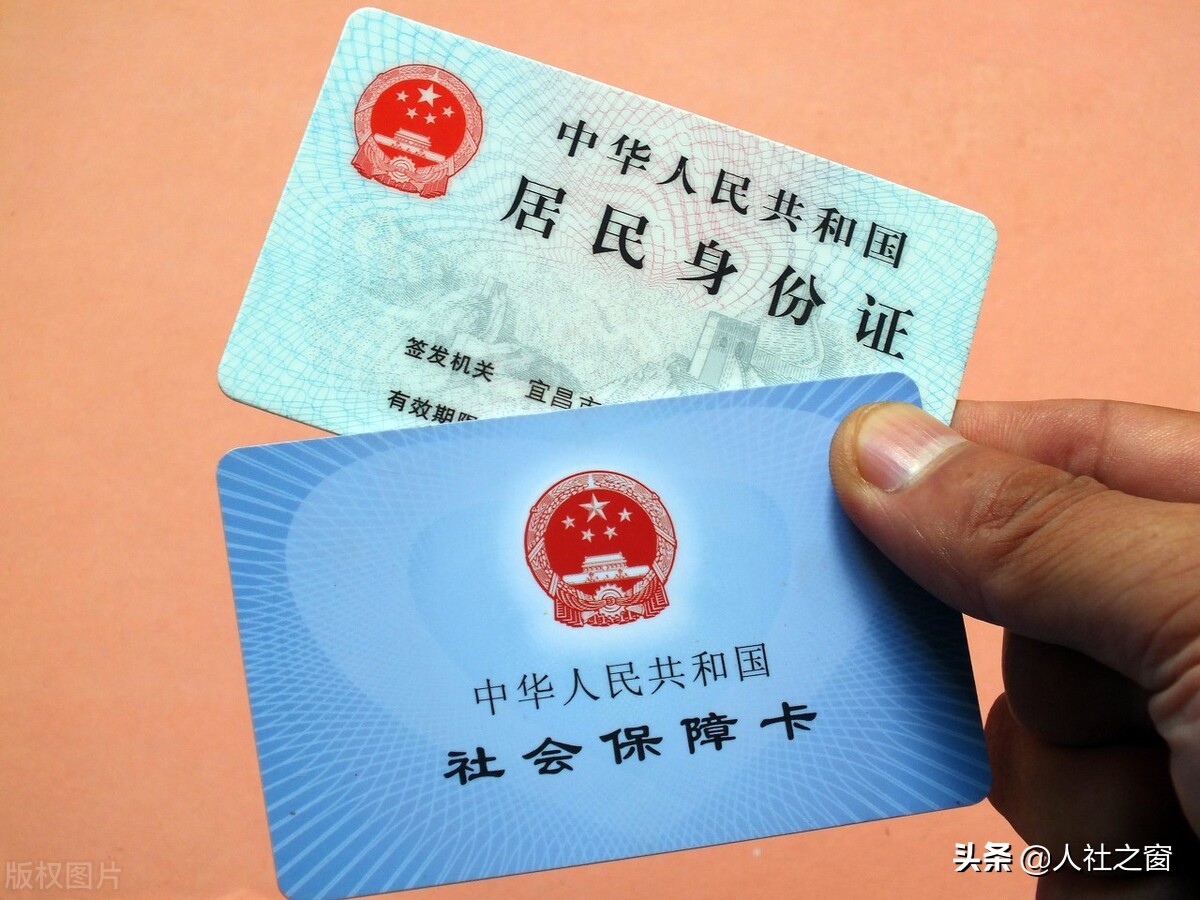 中华人民共和国
居民身份证
签发机关 宜昌市
有效期限
中华人民共和国
社会保障卡
版权图片
头条 @人社之窗